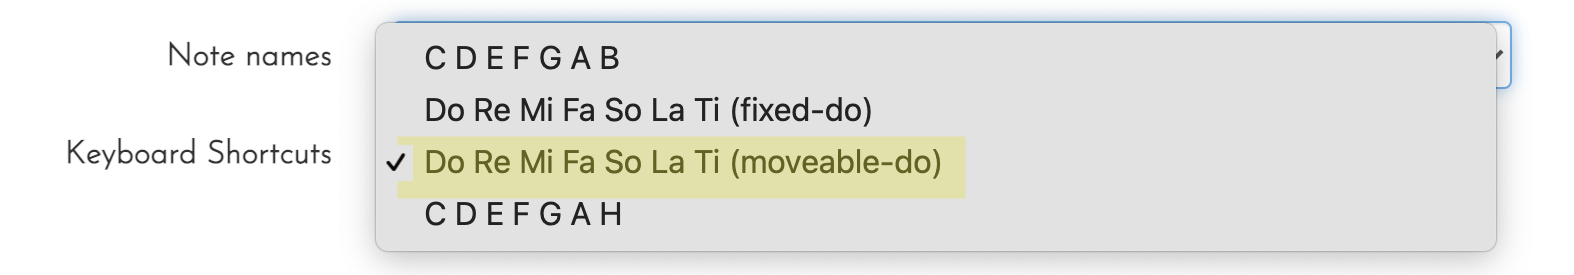 Note names
C D E F G A B
Do Re Mi Fa So La Ti (fixed-do)
Keyboard Shortcuts
✓ Do Re Mi Fa So La Ti (moveable-do)
C D E F G A H